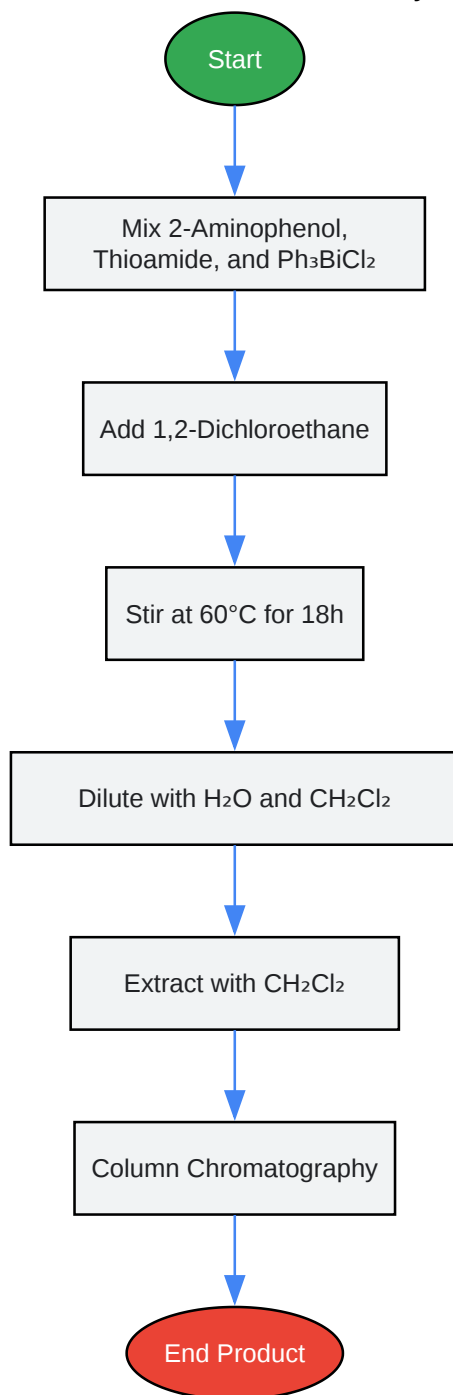 Start
Mix 2-Aminophenol,
Thioamide, and Ph₃BiCl₂
Add 1,2-Dichloroethane
Stir at 60°C for 18h
Dilute with H₂O and CH₂Cl₂
Extract with CH₂Cl₂
Column Chromatography
End Product